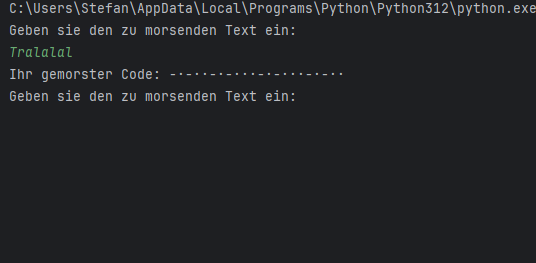 C:\Users\Stefan\AppData\Local\Programs\Python\Python312\python.exe
Geben sie den zu morsenden Text ein:
Tralalal
Ihr gemorster Code: -·-··-·-···-·-···-·-··
Geben sie den zu morsenden Text ein: